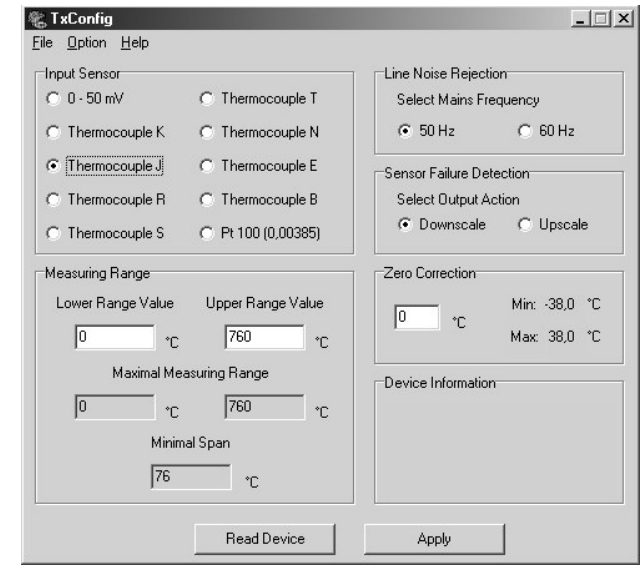 TxConfig
File Option Help
Input Sensor
0 - 50 mV
Thermocouple T
Thermocouple K
Thermocouple N
Thermocouple J
Thermocouple E
Thermocouple R
Thermocouple B
Thermocouple S
Pt 100 (0,00385)
Line Noise Rejection
Select Mains Frequency
50 Hz 60 Hz
Sensor Failure Detection
Select Output Action
Downscale Upscale
Measuring Range
Lower Range Value Upper Range Value
0 °C 760 °C
Maximal Measuring Range
0 °C 760 °C
Minimal Span
76 °C
Zero Correction
0 °C
Min: -38,0 °C
Max: 38,0 °C
Device Information
Read Device Apply